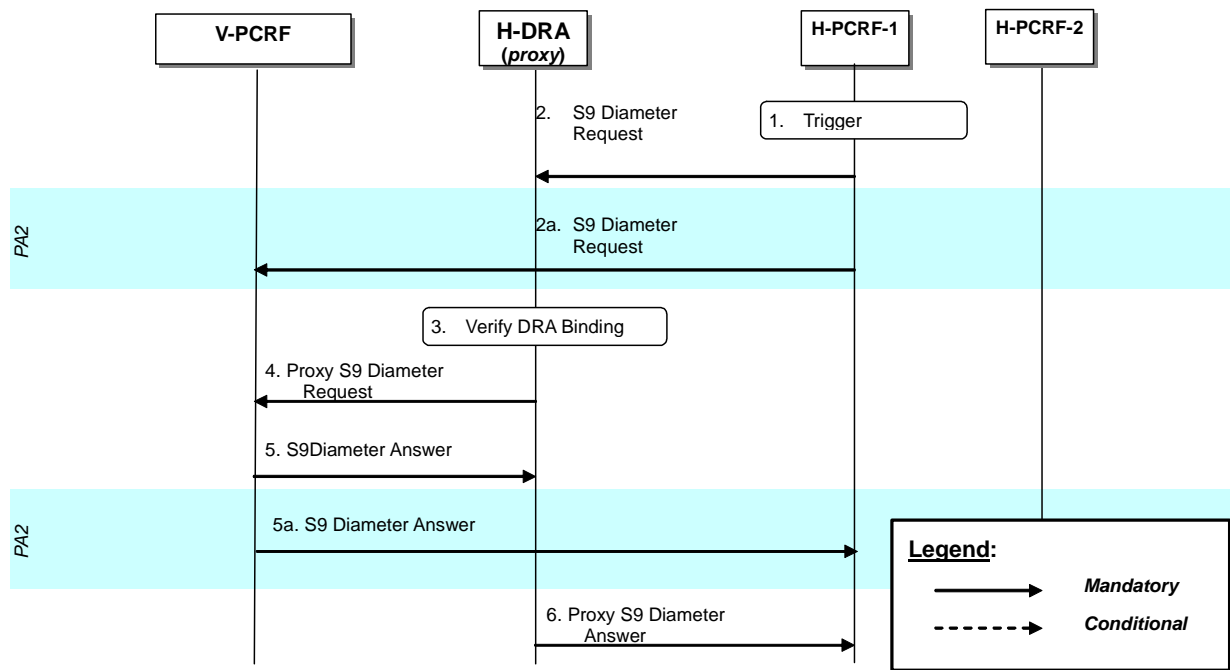 V-PCRF
H-DRA
(proxy)
H-PCRF-1
H-PCRF-2
2. S9 Diameter
Request
1. Trigger
PA2
2a. S9 Diameter
Request
3. Verify DRA Binding
4. Proxy S9 Diameter
Request
5. S9Diameter Answer
PA2
5a. S9 Diameter Answer
6. Proxy S9 Diameter
Answer
Legend:
Mandatory
Conditional